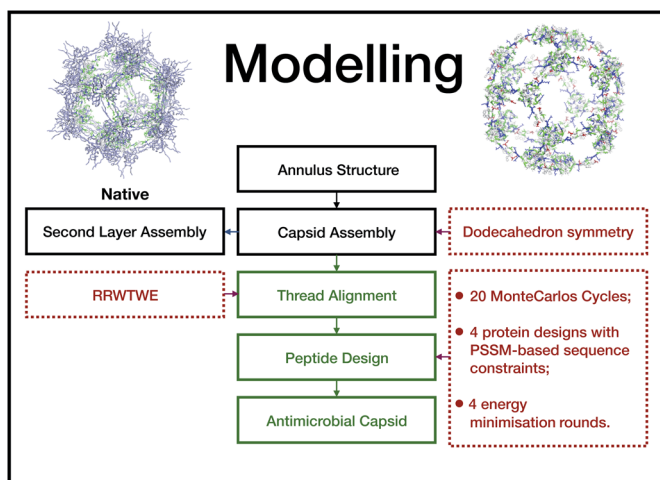 Modelling
Native
Annulus Structure
Second Layer Assembly
Capsid Assembly
Dodecahedron symmetry
RRWTWE
Thread Alignment
Peptide Design
Antimicrobial Capsid
• 20 MonteCarlos Cycles;
• 4 protein designs with
PSSM-based sequence
constraints;
• 4 energy
minimisation rounds.